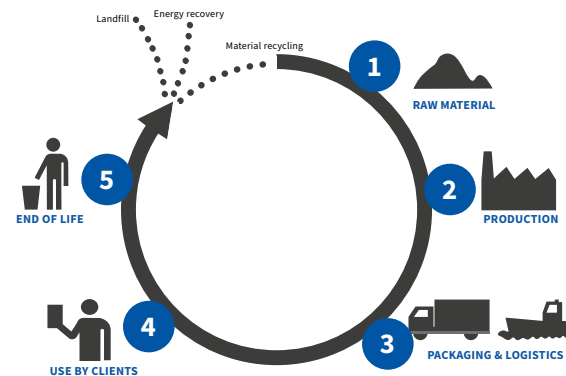 Landfill
Energy recovery
Material recycling
1
RAW MATERIAL
2
PRODUCTION
3
PACKAGING & LOGISTICS
4
USE BY CLIENTS
5
END OF LIFE